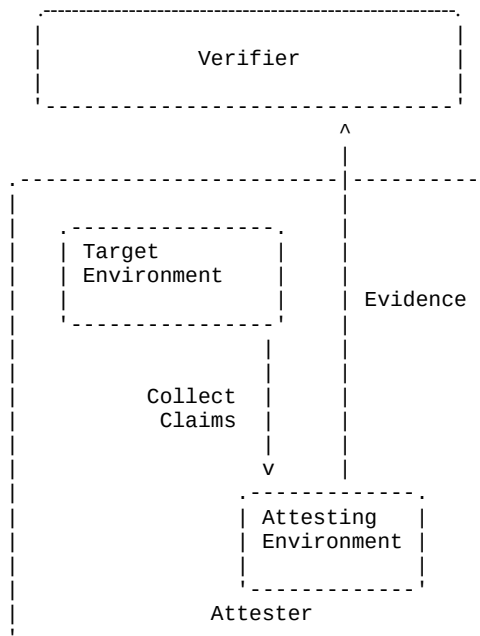 Verifier
Target
Environment
Evidence
Collect
Claims
Attesting
Environment
Attester